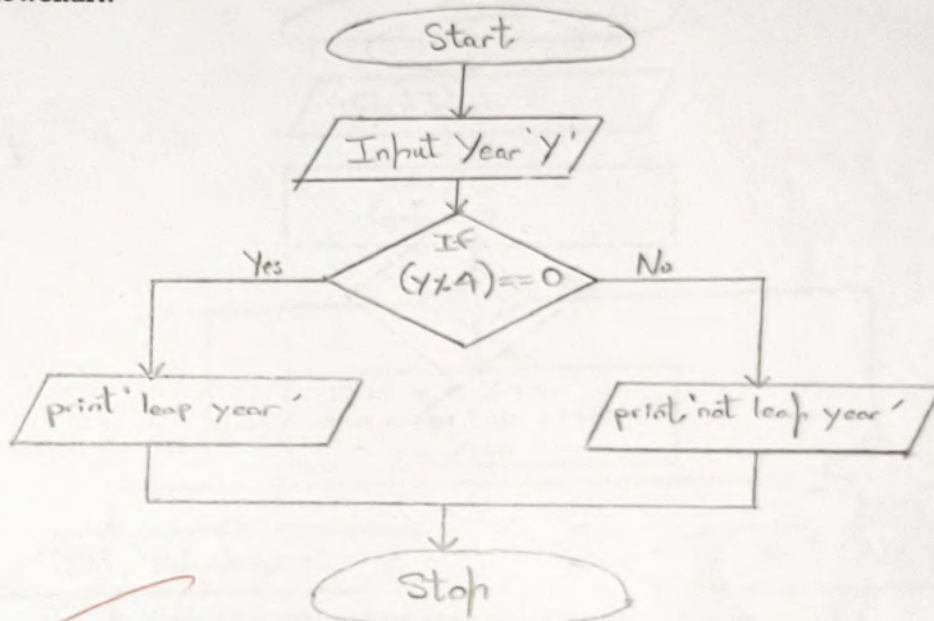 Start
Input Year 'Y'
If
(Y%4)==0
Yes
No
print 'leap year'
print 'not leap year'
Stop